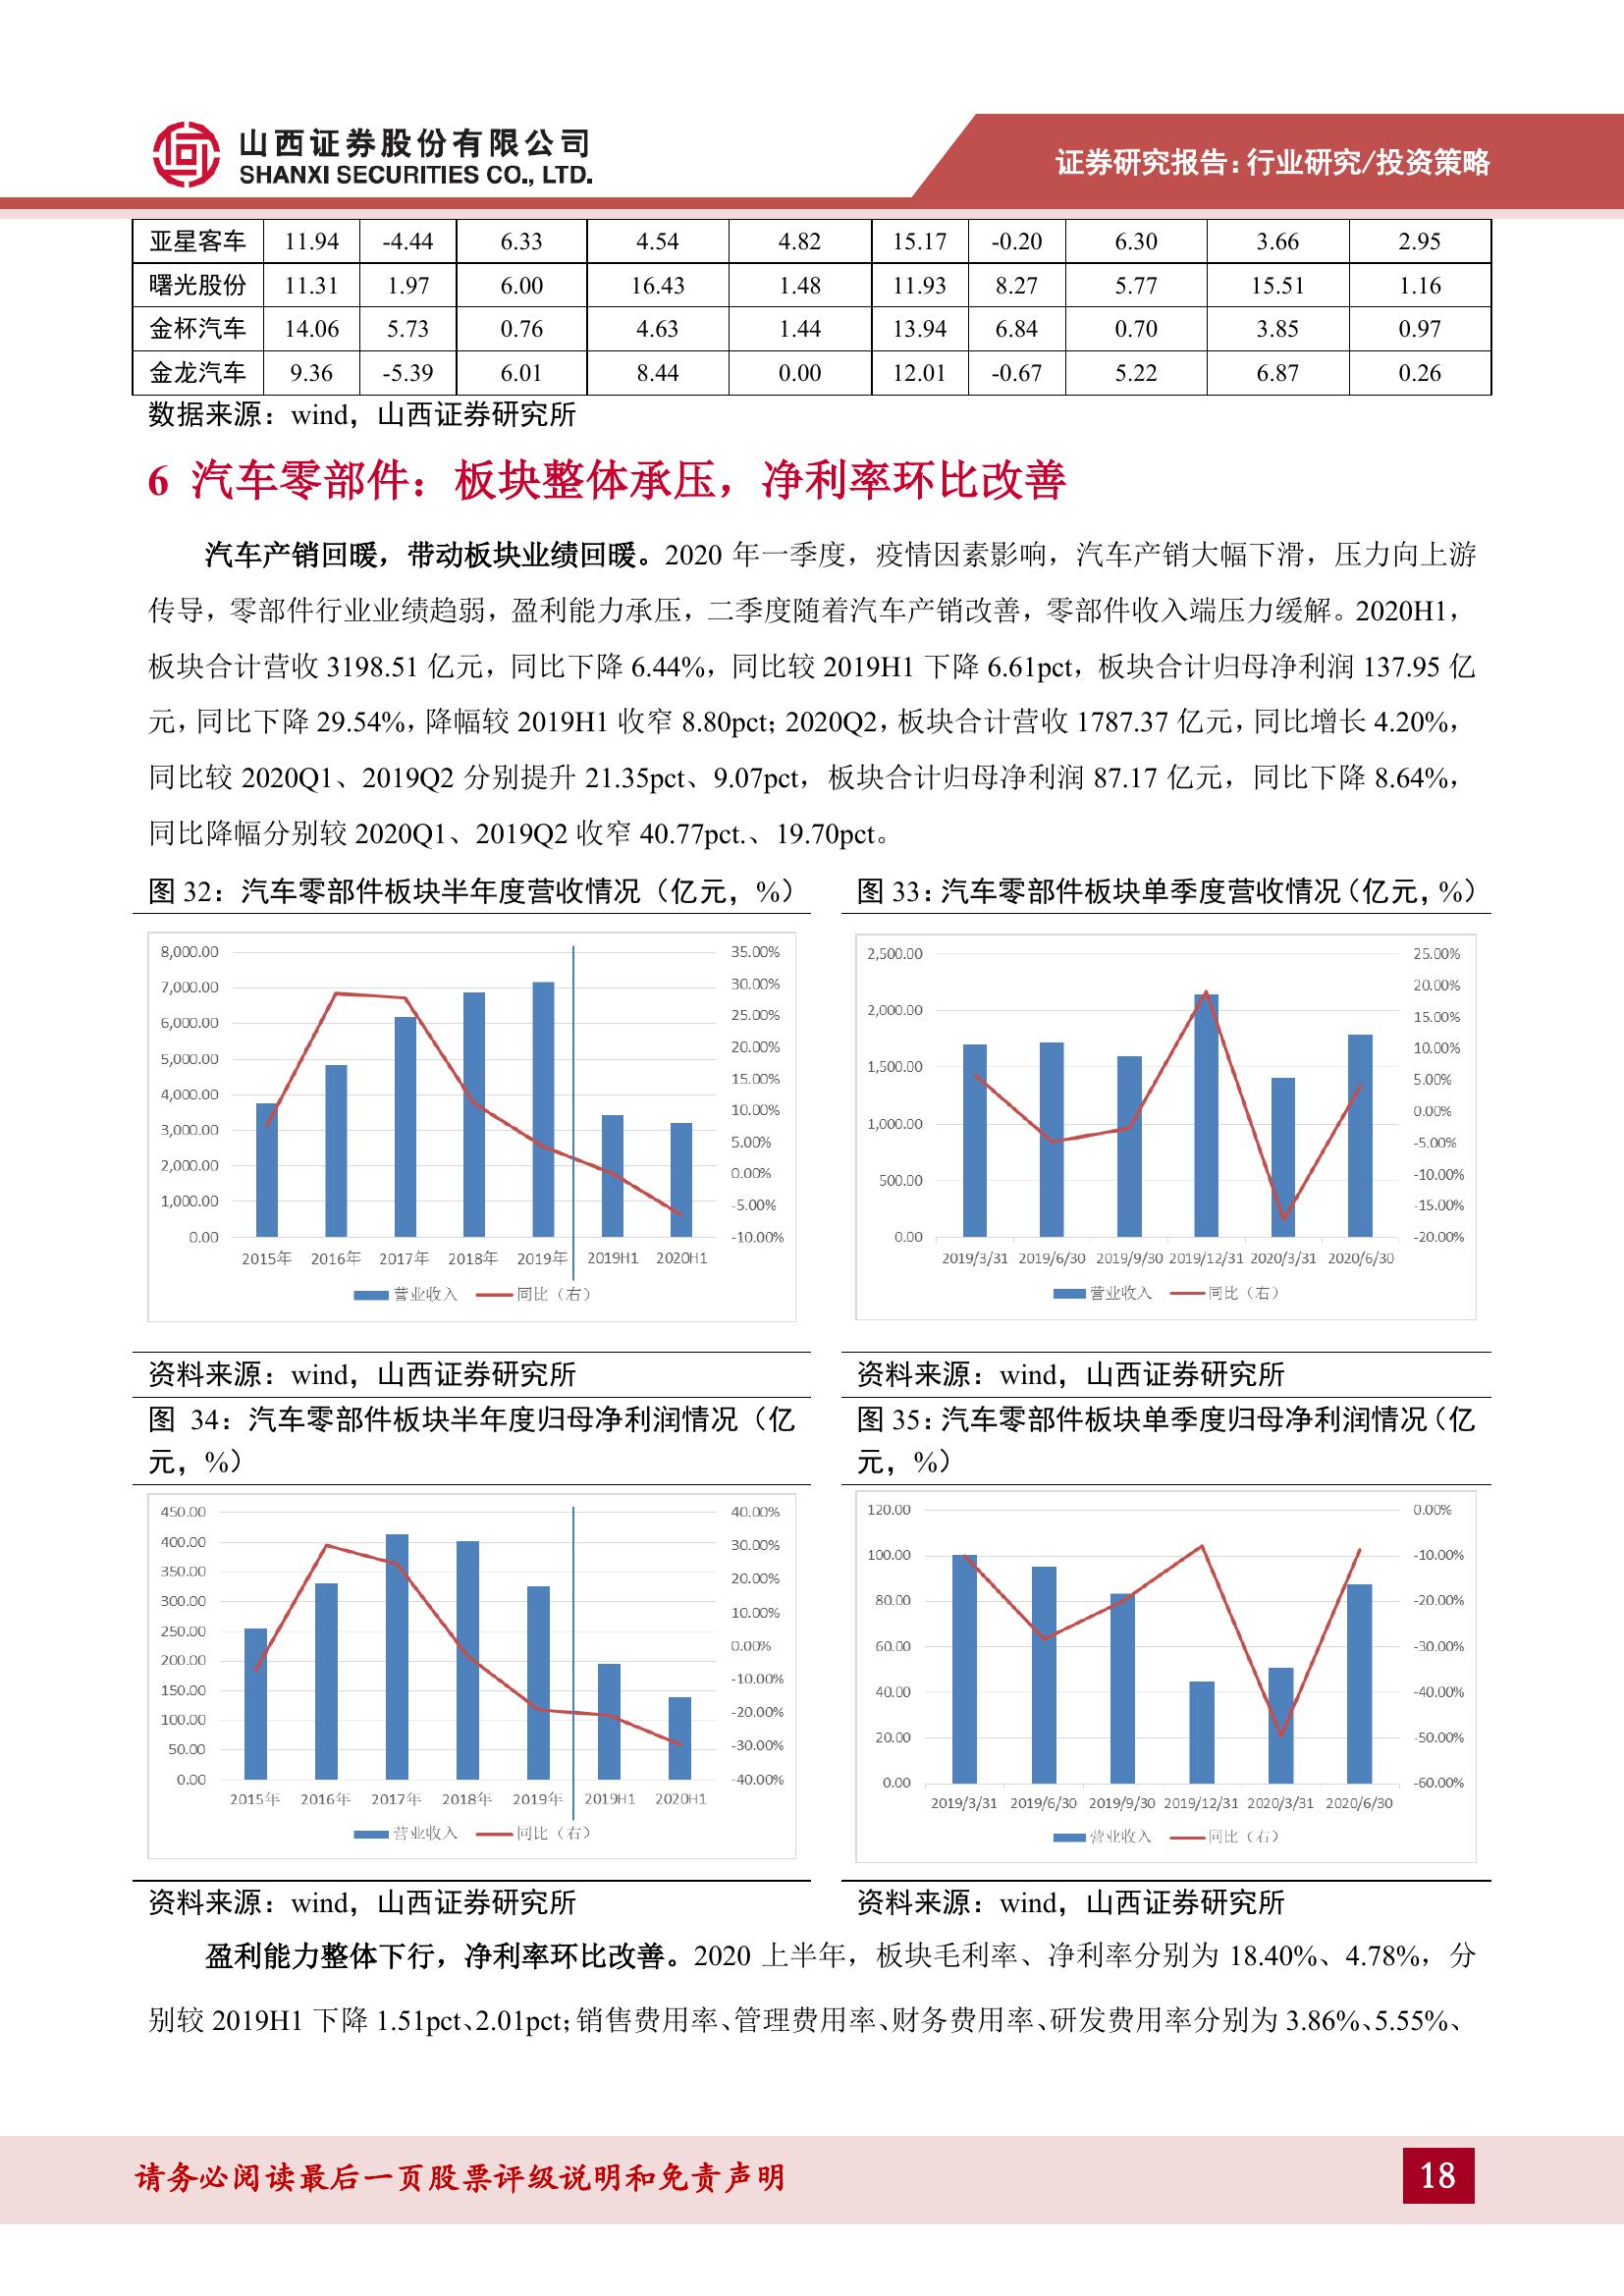 山西证券股份有限公司
SHANXI SECURITIES CO., LTD.
证券研究报告：行业研究/投资策略
亚星客车 11.94 -4.44 6.33 4.54 4.82 15.17 -0.20 6.30 3.66 2.95
曙光股份 11.31 1.97 6.00 16.43 1.48 11.93 8.27 5.77 15.51 1.16
金杯汽车 14.06 5.73 0.76 4.63 1.44 13.94 6.84 0.70 3.85 0.97
金龙汽车 9.36 -5.39 6.01 8.44 0.00 12.01 -0.67 5.22 6.87 0.26
数据来源：wind，山西证券研究所
6 汽车零部件：板块整体承压，净利率环比改善
汽车产销回暖，带动板块业绩回暖。2020 年一季度，疫情因素影响，汽车产销大幅下滑，压力向上游
传导，零部件行业业绩趋弱，盈利能力承压，二季度随着汽车产销改善，零部件收入端压力缓解。2020H1，
板块合计营收 3198.51 亿元，同比下降 6.44%，同比较 2019H1 下降 6.61pct，板块合计归母净利润 137.95 亿
元，同比下降 29.54%，降幅较 2019H1 收窄 8.80pct；2020Q2，板块合计营收 1787.37 亿元，同比增长 4.20%，
同比较 2020Q1、2019Q2 分别提升 21.35pct、9.07pct，板块合计归母净利润 87.17 亿元，同比下降 8.64%，
同比降幅分别较 2020Q1、2019Q2 收窄 40.77pct.、19.70pct。
图 32：汽车零部件板块半年度营收情况（亿元，%）
8,000.00
7,000.00
6,000.00
5,000.00
4,000.00
3,000.00
2,000.00
1,000.00
0.00
35.00%
30.00%
25.00%
20.00%
15.00%
10.00%
5.00%
0.00%
-5.00%
-10.00%
2015年 2016年 2017年 2018年 2019年 2019H1 2020H1
营业收入 同比（右）
资料来源：wind，山西证券研究所
图 33：汽车零部件板块单季度营收情况（亿元，%）
2,500.00
2,000.00
1,500.00
1,000.00
500.00
0.00
25.00%
20.00%
15.00%
10.00%
5.00%
0.00%
-5.00%
-10.00%
-15.00%
-20.00%
2019/3/31 2019/6/30 2019/9/30 2019/12/31 2020/3/31 2020/6/30
营业收入 同比（右）
资料来源：wind，山西证券研究所
图 34：汽车零部件板块半年度归母净利润情况（亿
元，%）
450.00
400.00
350.00
300.00
250.00
200.00
150.00
100.00
50.00
0.00
40.00%
30.00%
20.00%
10.00%
0.00%
-10.00%
-20.00%
-30.00%
-40.00%
2015年 2016年 2017年 2018年 2019年 2019H1 2020H1
营业收入 同比（右）
资料来源：wind，山西证券研究所
图 35：汽车零部件板块单季度归母净利润情况（亿
元，%）
120.00
100.00
80.00
60.00
40.00
20.00
0.00
0.00%
-10.00%
-20.00%
-30.00%
-40.00%
-50.00%
-60.00%
2019/3/31 2019/6/30 2019/9/30 2019/12/31 2020/3/31 2020/6/30
营业收入 同比（右）
资料来源：wind，山西证券研究所
盈利能力整体下行，净利率环比改善。2020 上半年，板块毛利率、净利率分别为 18.40%、4.78%，分
别较 2019H1 下降 1.51pct、2.01pct；销售费用率、管理费用率、财务费用率、研发费用率分别为 3.86%、5.55%、
请务必阅读最后一页股票评级说明和免责声明
18